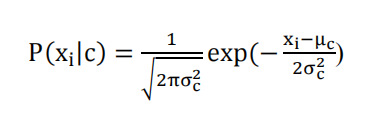 P(xᵢ|c) = 1/√(2πσ_c²) exp(− (xᵢ−μ_c)/(2σ_c²))